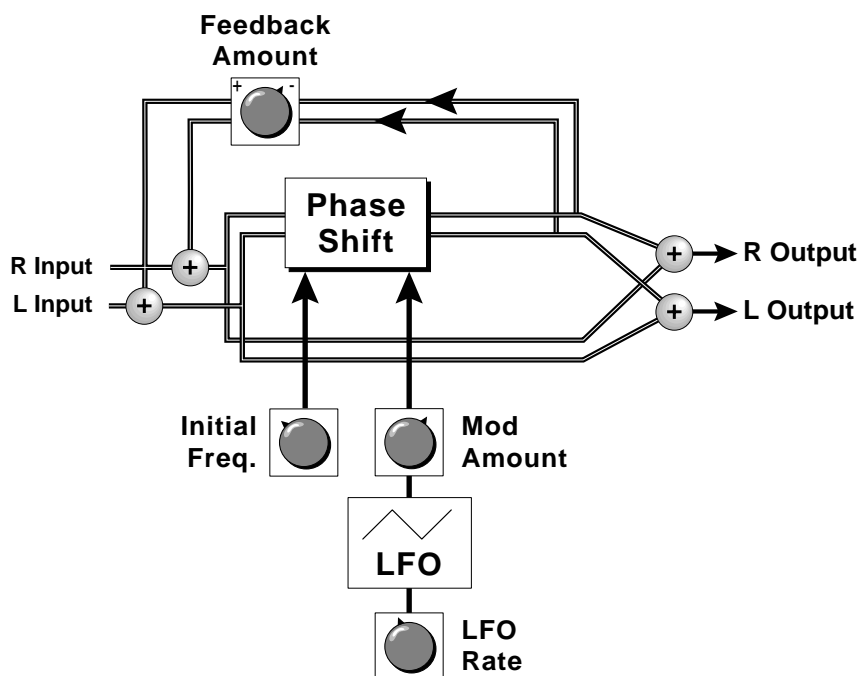 Feedback
Amount
+ -
Phase
Shift
R Input
+
+
R Output
L Input
+
+
L Output
Initial
Freq.
Mod
Amount
LFO
LFO
Rate